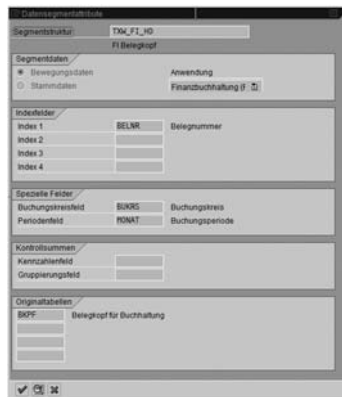 Datensegmentattribute
Segmentstruktur TXW_FI_HD
FI Belegkopf
Segmentdaten
Bewegungsdaten Anwendung
Stammdaten Finanzbuchhaltung (F
Indexfelder
Index 1 BELNR Belegnummer
Index 2
Index 3
Index 4
Spezielle Felder
Buchungskreisfeld BUKRS Buchungskreis
Periodenfeld MONAT Buchungsperiode
Kontrollsummen
Kennzahlenfeld
Gruppierungsfeld
Originaltabellen
BKPF Belegkopf für Buchhaltung